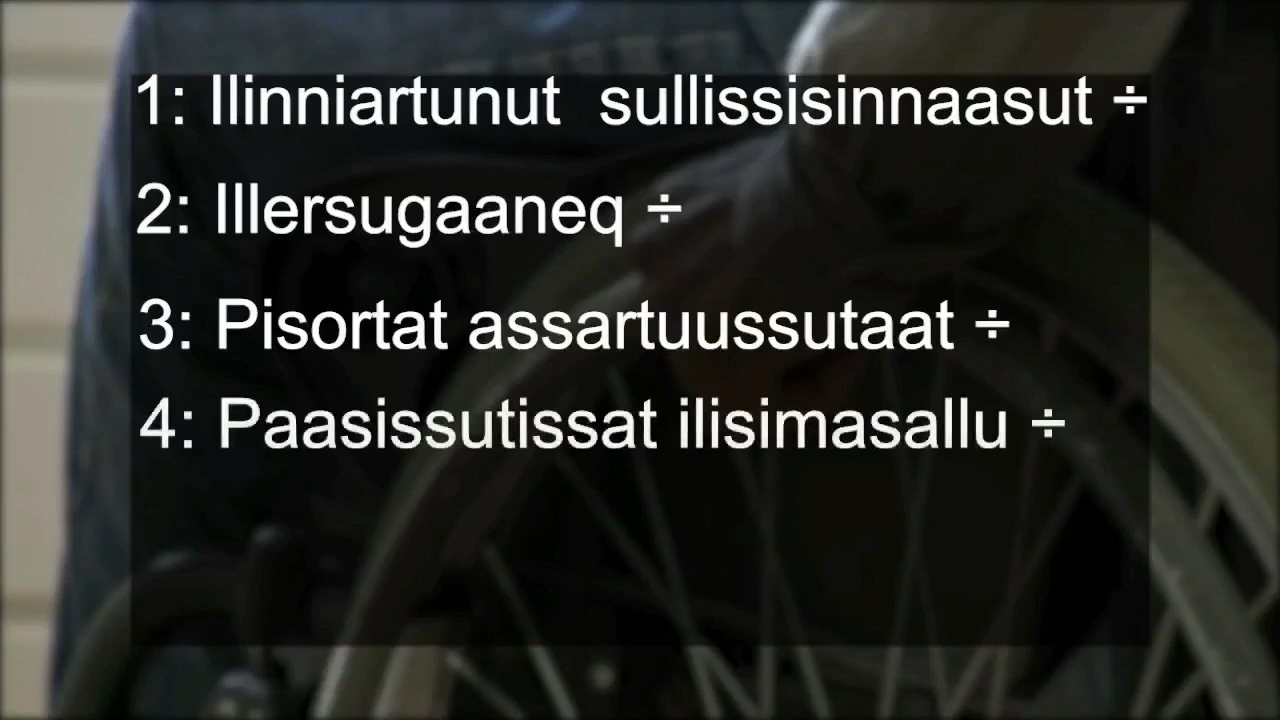 1: Ilinniartunut sullissisinnaasut ÷
2: Illersugaaneq ÷
3: Pisortat assartuussutaat ÷
4: Paasissutissat ilisimasallu ÷